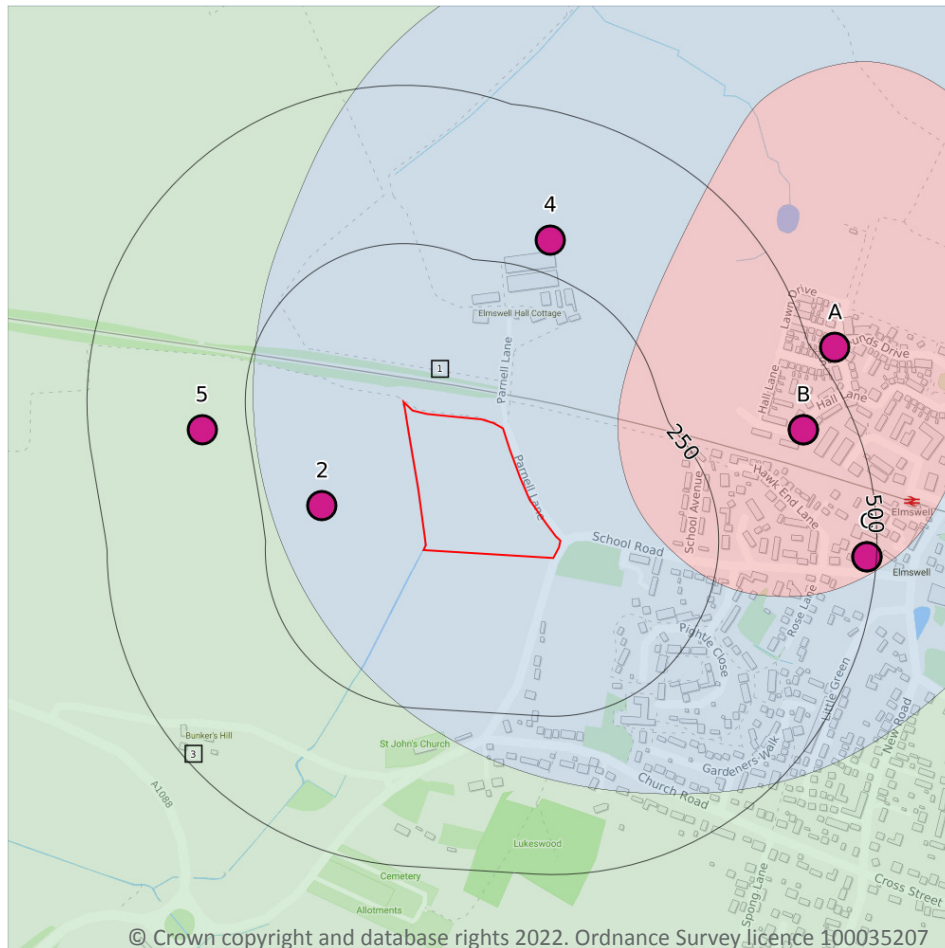 4
Lawn Drive
A
unds Drive
Elmswell Hall Cottage
1
Parnell Lane
Hall Lane
Hall Lane
B
5
250
2
Parnell Lane
School Avenue
Hawk End Lane
500
Elmswell
C
School Road
Elmswell
Rose Lane
Pightle Close
Little Green
New Road
Bunker's Hill
St John's Church
3
Gardeners Walk
A1088
Church Road
Lukeswood
Cemetery
Cross Street
Allotments
Spong Lane
© Crown copyright and database rights 2022. Ordnance Survey licence 100035207